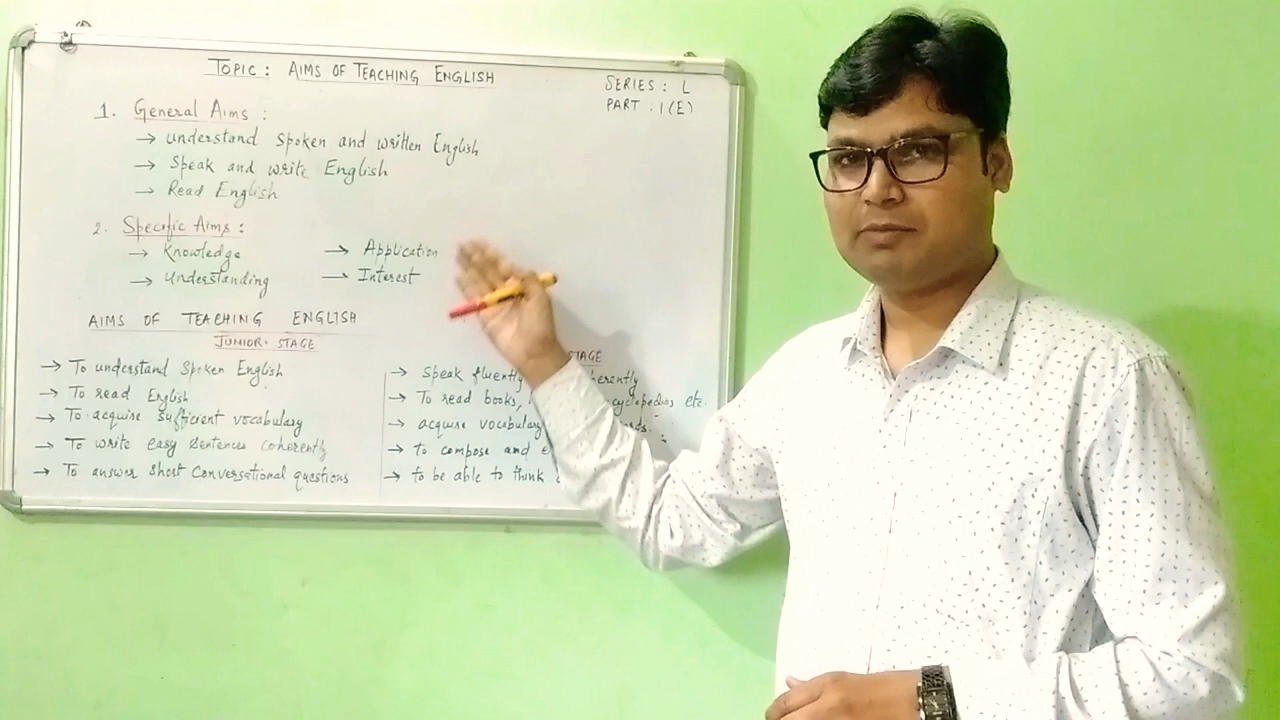 TOPIC: AIMS OF TEACHING ENGLISH
SERIES: L
PART: 1(E)
1. General Aims:
→ understand spoken and written English
→ Speak and write English
→ Read English
2. Specific Aims:
→ Knowledge
→ Application
→ Understanding
→ Interest
AIMS OF TEACHING ENGLISH
JUNIOR STAGE
→ To understand Spoken English
→ To read English
→ To acquire sufficient vocabulary
→ To write easy sentences coherently
→ To answer short conversational questions
STAGE
→ Speak fluently
→ To read books, etc.
→ acquire vocabulary
→ to compose and
→ to be able to think